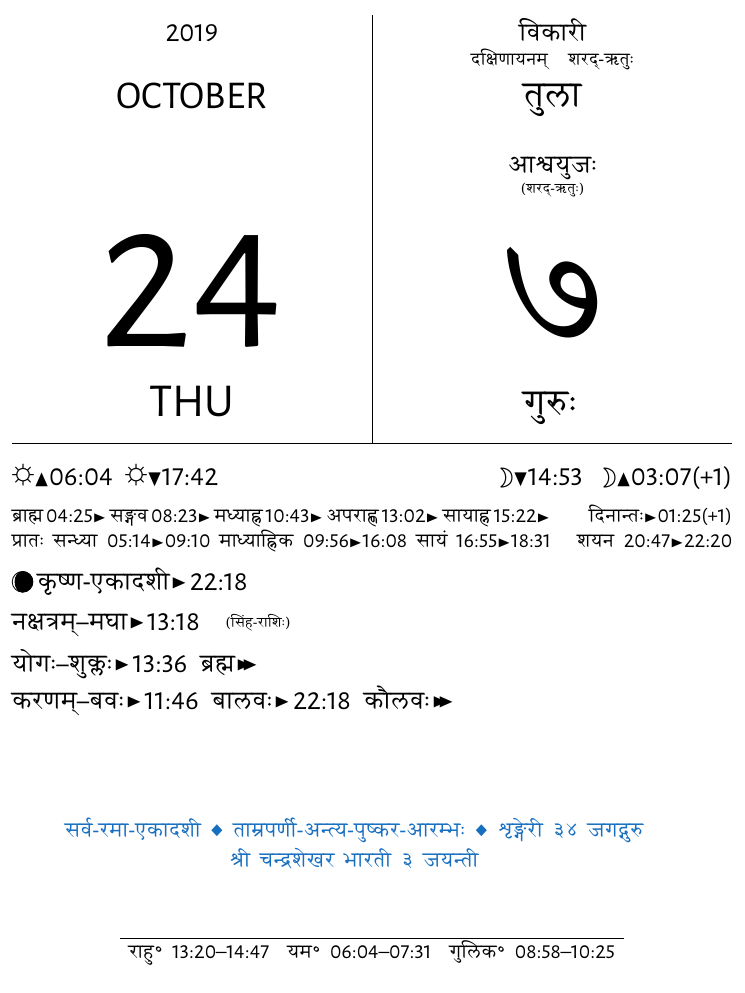 2019
OCTOBER
24
THU
विकारी
दक्षिणायनम् शरद्-ऋतुः
तुला
आश्वयुजः
(शरद्-ऋतुः)
७
गुरुः
☼▲06:04 ☼▼17:42 ☽▼14:53 ☽▲03:07(+1)
ब्राह्म 04:25► सङ्गव 08:23► मध्याह्न 10:43► अपराह्ण 13:02► सायाह्न 15:22► दिनान्तः►01:25(+1)
प्रातः सन्ध्या 05:14►09:10 माध्याह्निक 09:56►16:08 सायं 16:55►18:31 शयन 20:47►22:20
कृष्ण-एकादशी► 22:18
नक्षत्रम्–मघा►13:18 (सिंह-राशिः)
योगः–शुक्लः►13:36 ब्रह्म►►
करणम्–बवः►11:46 बालवः►22:18 कौलवः►►
सर्व-रमा-एकादशी ◆ ताम्रपर्णी-अन्त्य-पुष्कर-आरम्भः ◆ शृङ्गेरी ३४ जगद्गुरु
श्री चन्द्रशेखर भारती ३ जयन्ती
राहु° 13:20–14:47 यम° 06:04–07:31 गुलिक° 08:58–10:25